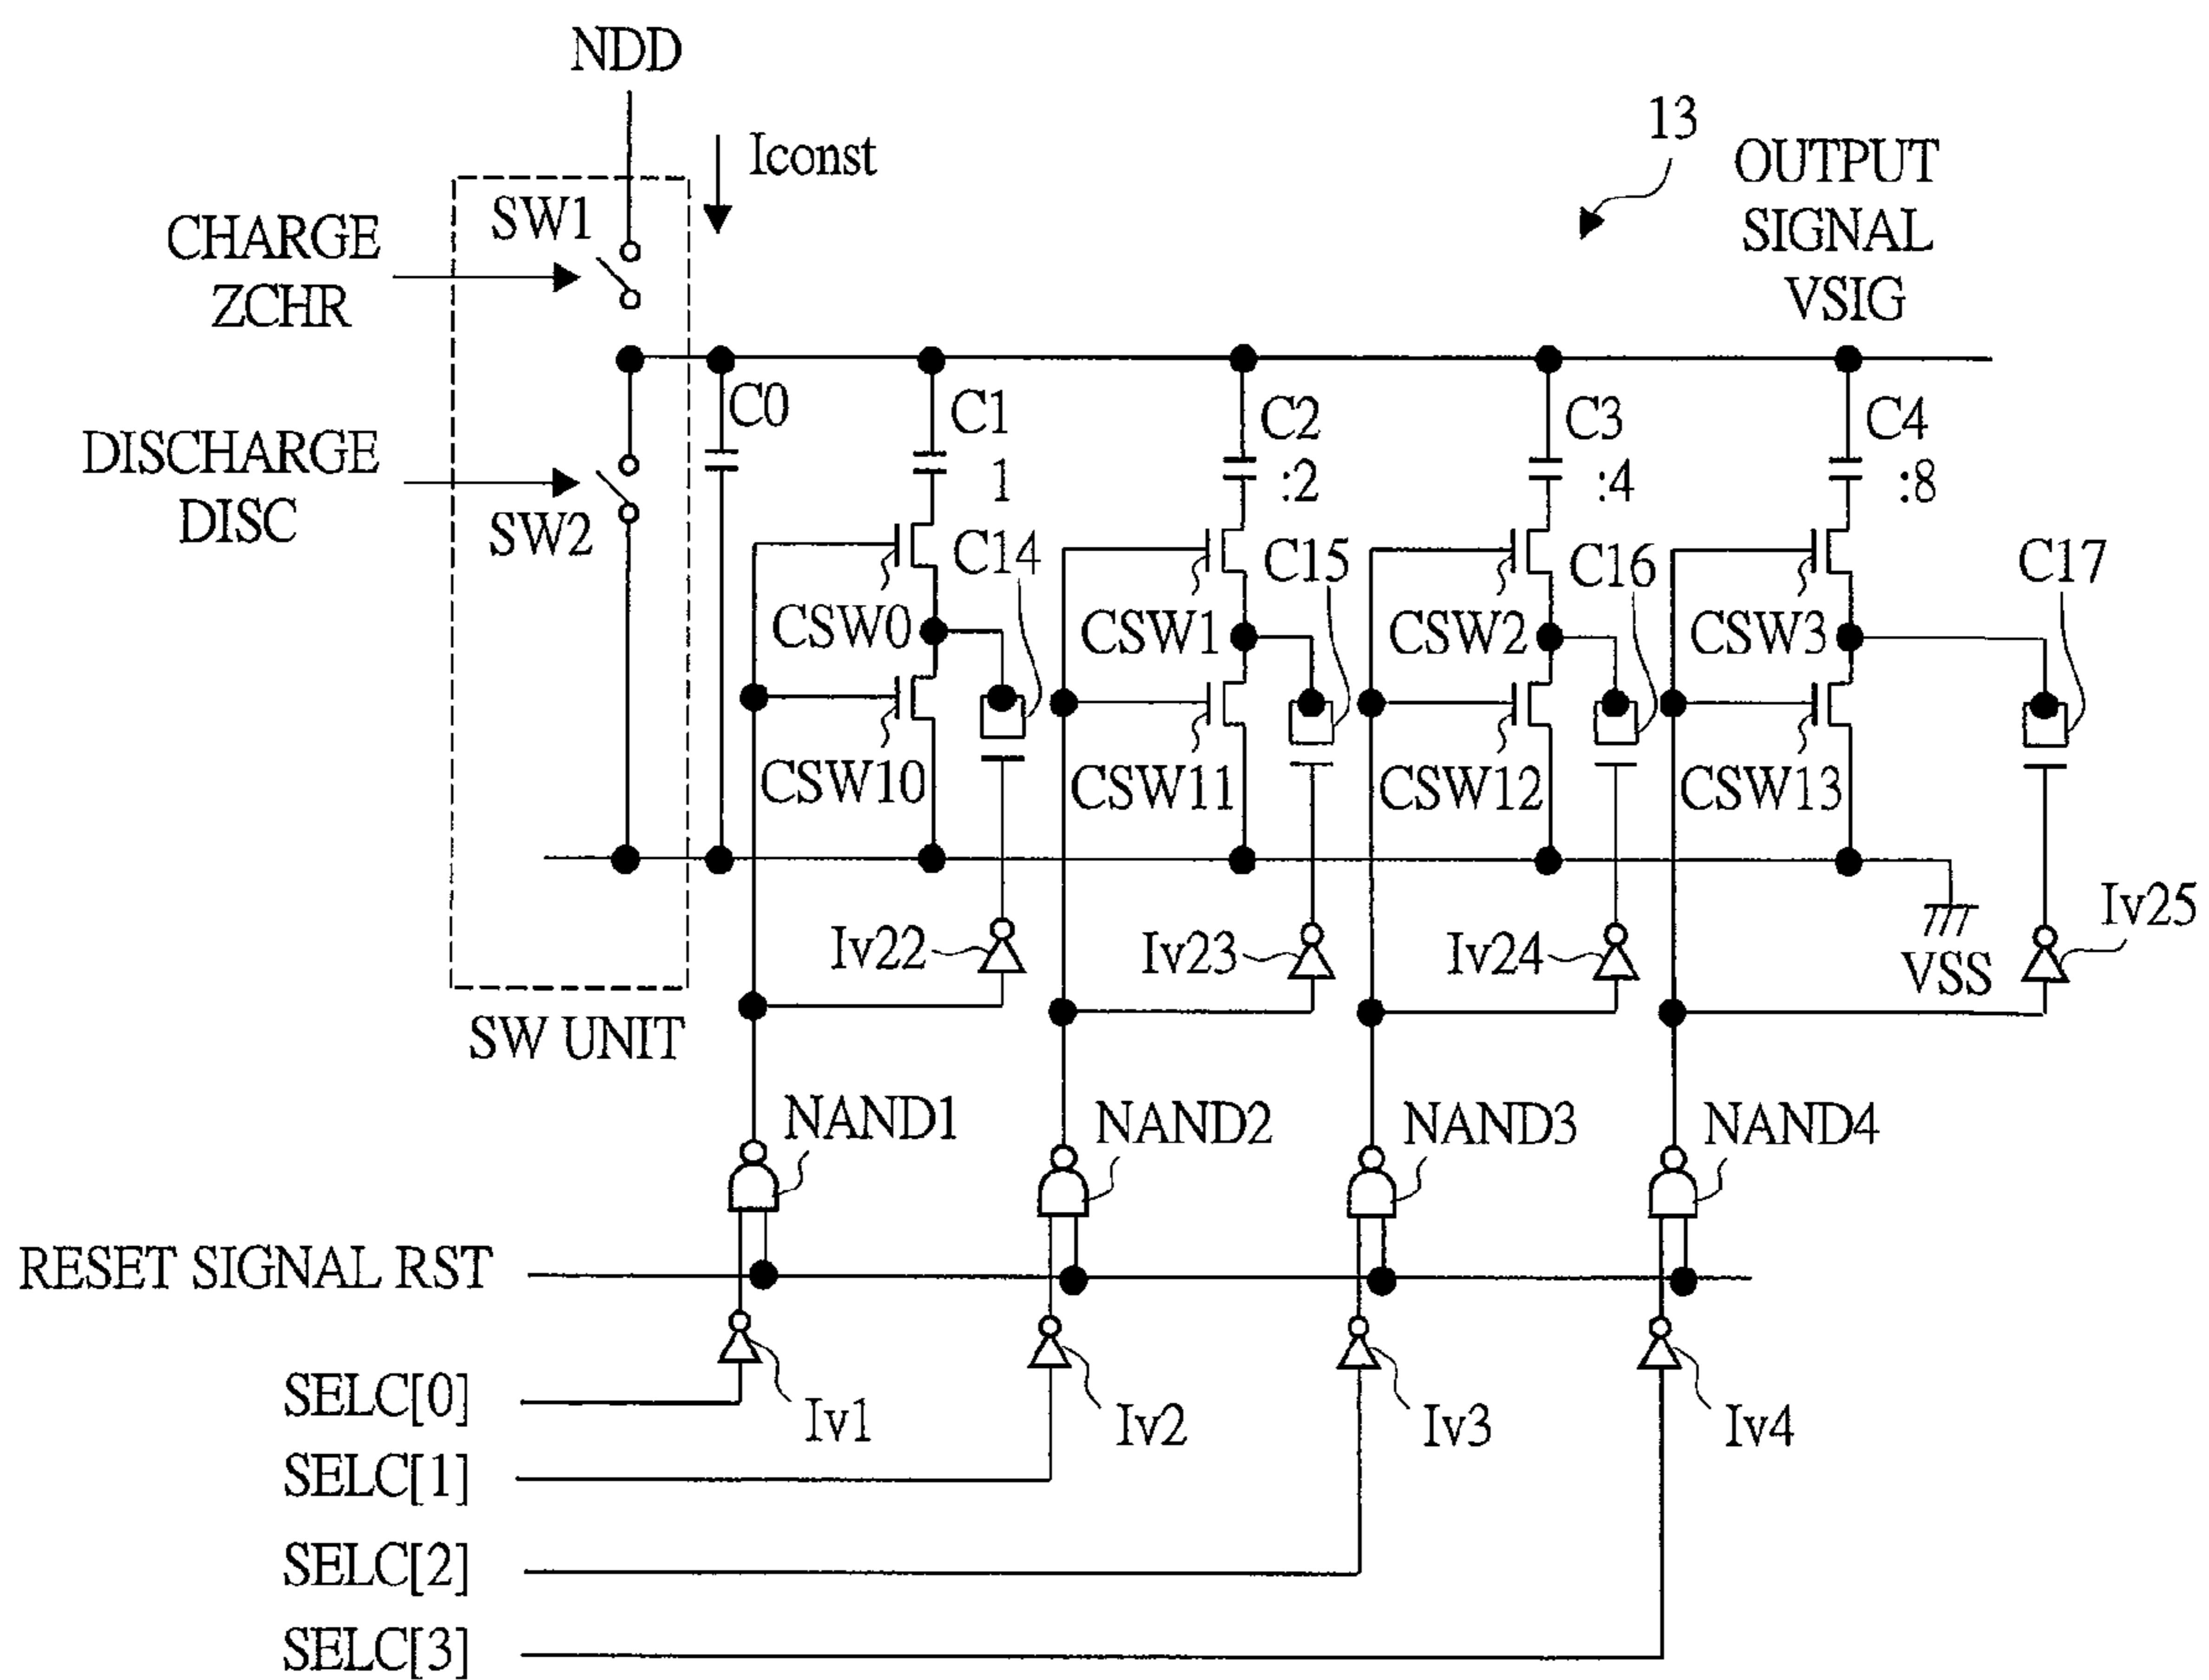 NDD
Iconst
13
OUTPUT
SIGNAL
VSIG
SW1
CHARGE
ZCHR
C0
C1
1
C2
:2
C3
:4
C4
:8
DISCHARGE
DISC
SW2
C14
C15
C16
C17
CSW0
CSW1
CSW2
CSW3
CSW10
CSW11
CSW12
CSW13
Iv22
Iv23
Iv24
Iv25
VSS
SW UNIT
NAND1
NAND2
NAND3
NAND4
RESET SIGNAL RST
SELC[0]
Iv1
Iv2
Iv3
Iv4
SELC[1]
SELC[2]
SELC[3]